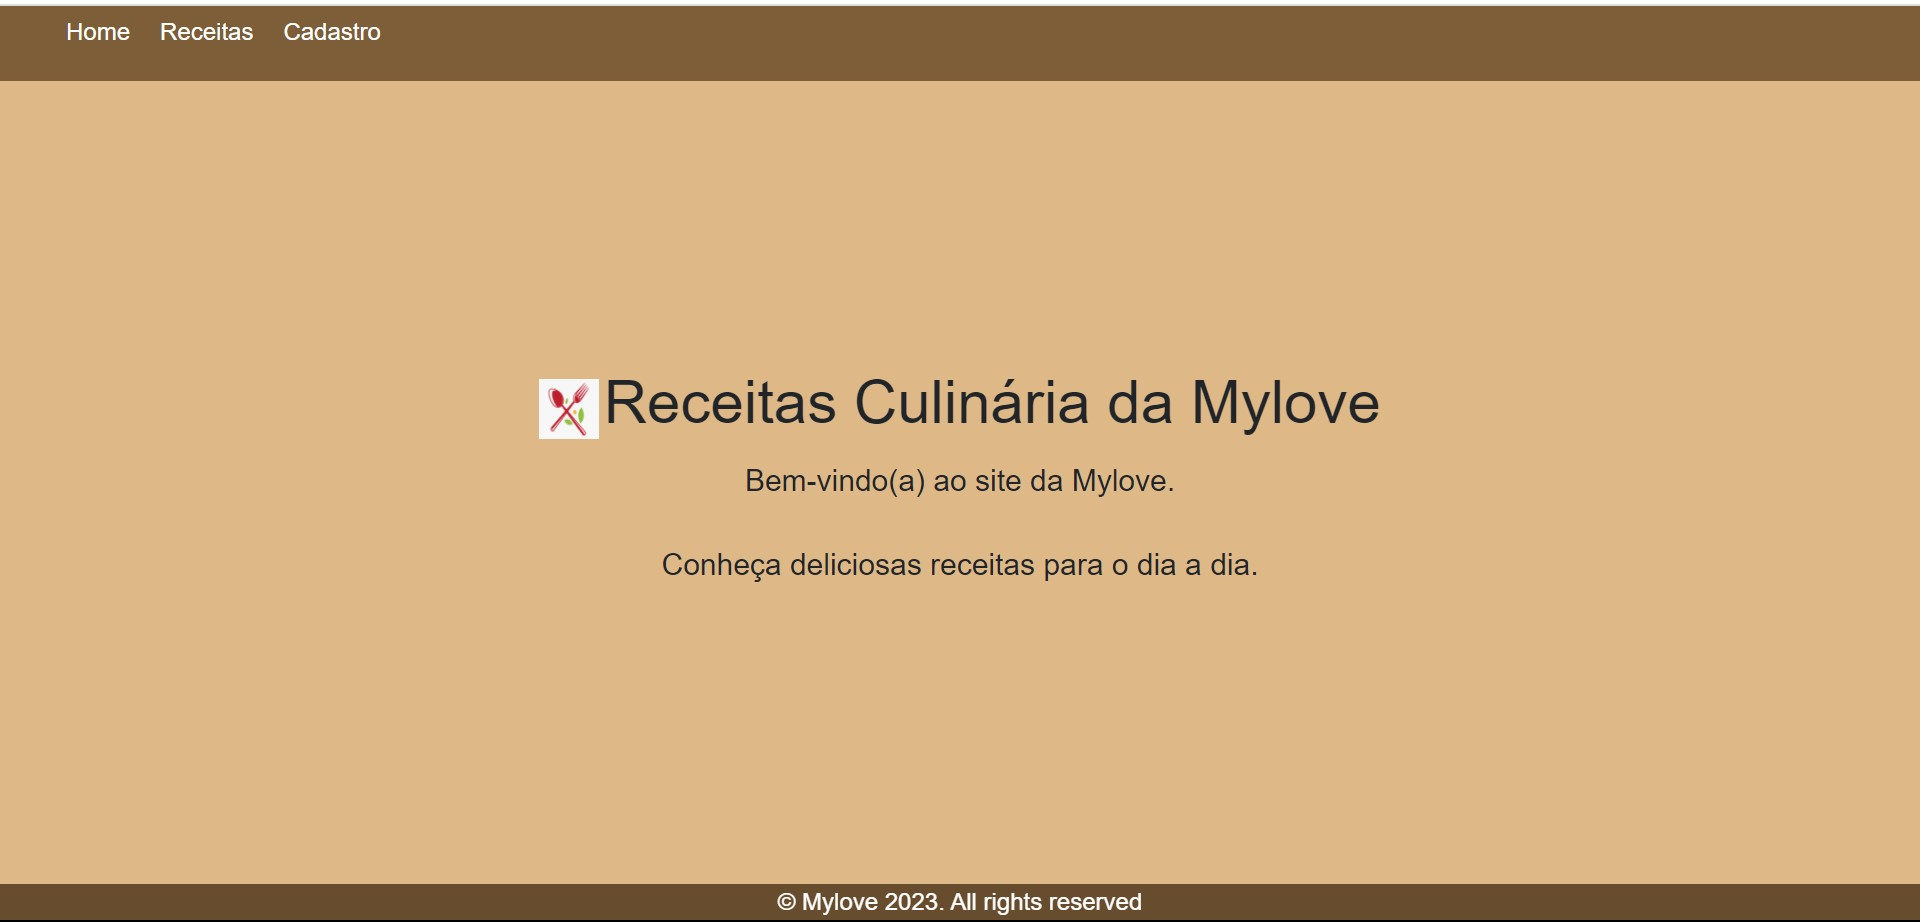 Home Receitas Cadastro
Receitas Culinária da Mylove
Bem-vindo(a) ao site da Mylove.
Conheça deliciosas receitas para o dia a dia.
© Mylove 2023. All rights reserved